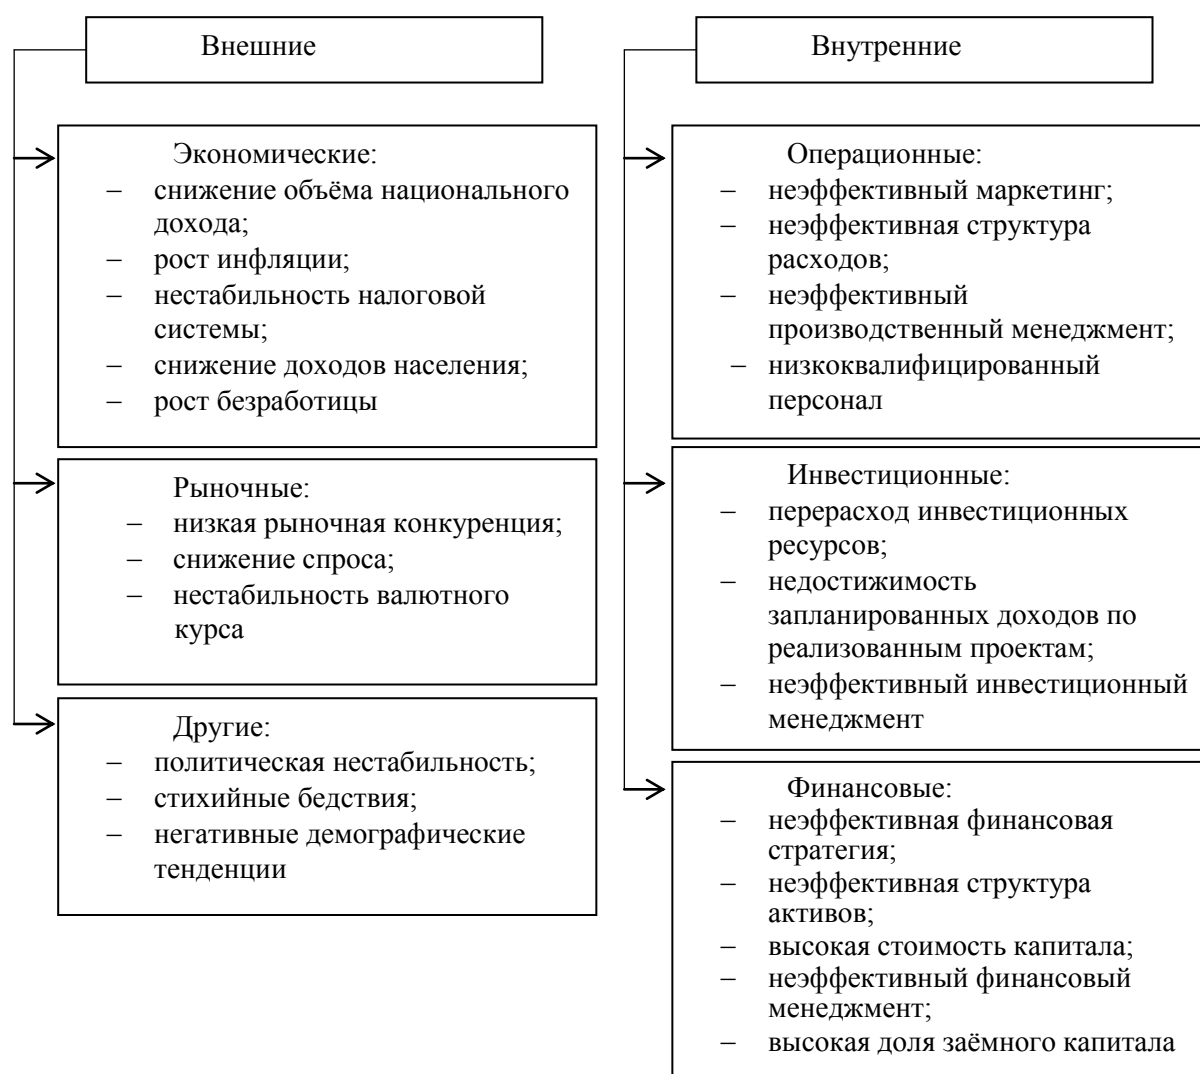 Внешние
Экономические:
– снижение объёма национального
дохода;
– рост инфляции;
– нестабильность налоговой
системы;
– снижение доходов населения;
– рост безработицы
Рыночные:
– низкая рыночная конкуренция;
– снижение спроса;
– нестабильность валютного
курса
Другие:
– политическая нестабильность;
– стихийные бедствия;
– негативные демографические
тенденции
Внутренние
Операционные:
– неэффективный маркетинг;
– неэффективная структура
расходов;
– неэффективный
производственный менеджмент;
– низкоквалифицированный
персонал
Инвестиционные:
– перерасход инвестиционных
ресурсов;
– недостижимость
запланированных доходов по
реализованным проектам;
– неэффективный инвестиционный
менеджмент
Финансовые:
– неэффективная финансовая
стратегия;
– неэффективная структура
активов;
– высокая стоимость капитала;
– неэффективный финансовый
менеджмент;
– высокая доля заёмного капитала